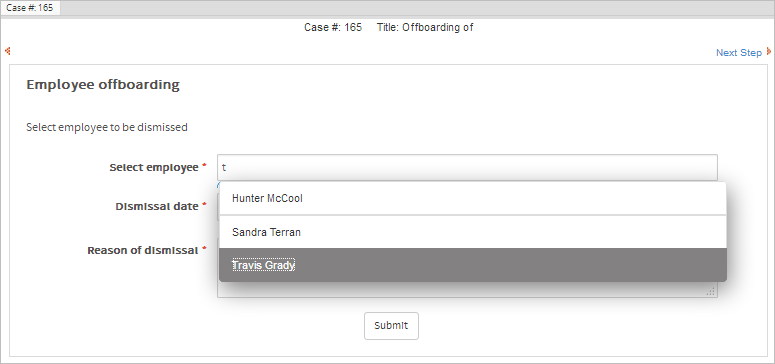 Case #: 165
Case #: 165 Title: Offboarding of
Next Step
Employee offboarding
Select employee to be dismissed
Select employee * t
Hunter McCool
Dismissal date *
Sandra Terran
Reason of dismissal *
Travis Grady
Submit